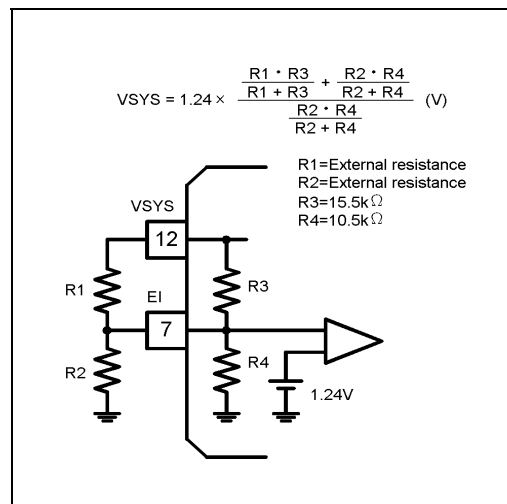 VSYS = 1.24 × (R1・R3 / R1 + R3 + R2・R4 / R2 + R4) / (R2・R4 / R2 + R4) (V)
R1=External resistance
R2=External resistance
R3=15.5kΩ
R4=10.5kΩ
VSYS
12
R1
R3
EI
7
R2
R4
1.24V